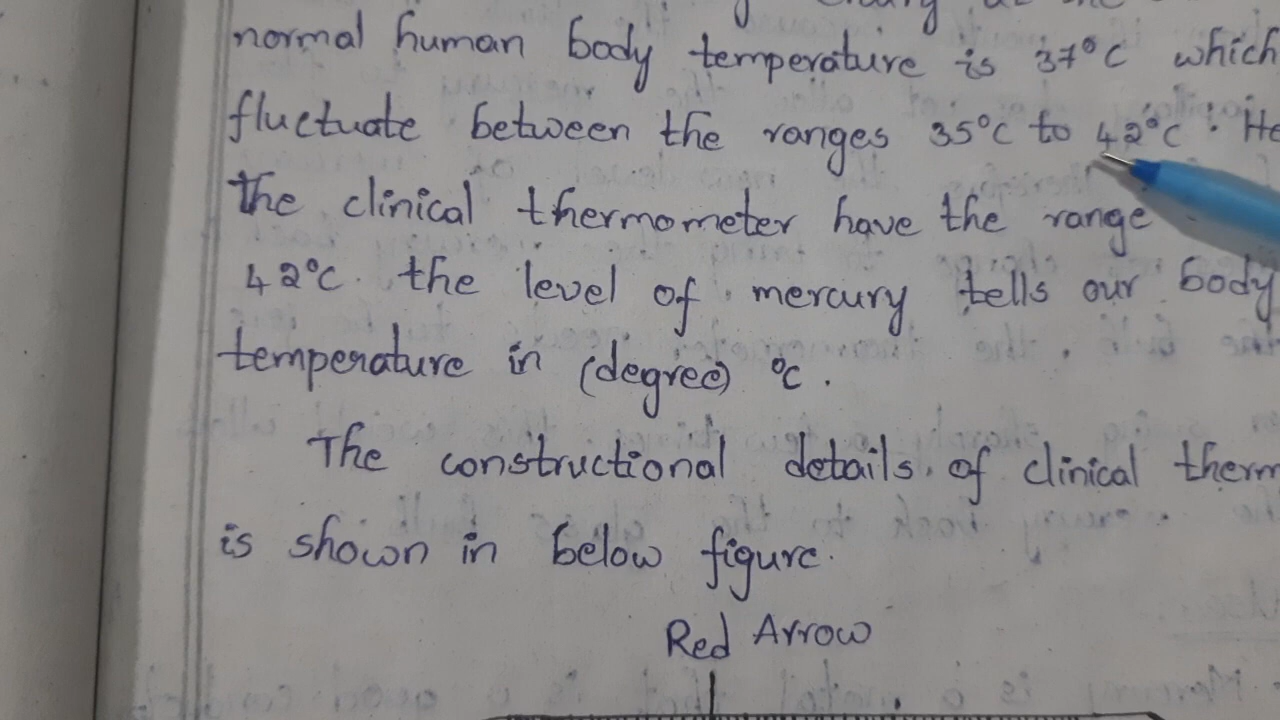 normal human body temperature is 37°C which
fluctuate between the ranges 35°C to 42°C. He
The clinical thermometer have the range
42°C. the level of mercury tells our body
temperature in (degree) °C.
The constructional details of clinical therm
is shown in below figure.
Red Arrow